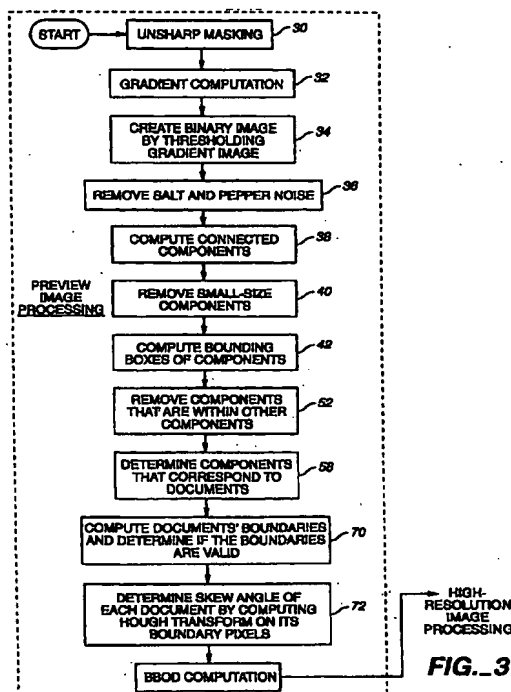 START
UNSHARP MASKING
30
GRADIENT COMPUTATION
32
CREATE BINARY IMAGE
BY THRESHOLDING
GRADIENT IMAGE
34
REMOVE SALT AND PEPPER NOISE
36
COMPUTE CONNECTED
COMPONENTS
38
PREVIEW
IMAGE
PROCESSING
REMOVE SMALL-SIZE
COMPONENTS
40
COMPUTE BOUNDING
BOXES OF COMPONENTS
42
REMOVE COMPONENTS
THAT ARE WITHIN OTHER
COMPONENTS
52
DETERMINE COMPONENTS
THAT CORRESPOND TO
DOCUMENTS
58
COMPUTE DOCUMENTS' BOUNDARIES
AND DETERMINE IF THE BOUNDARIES
ARE VALID
70
DETERMINE SKEW ANGLE OF
EACH DOCUMENT BY COMPUTING
HOUGH TRANSFORM ON ITS
BOUNDARY PIXELS
72
HIGH-
RESOLUTION
IMAGE
PROCESSING
BBOD COMPUTATION
FIG._3